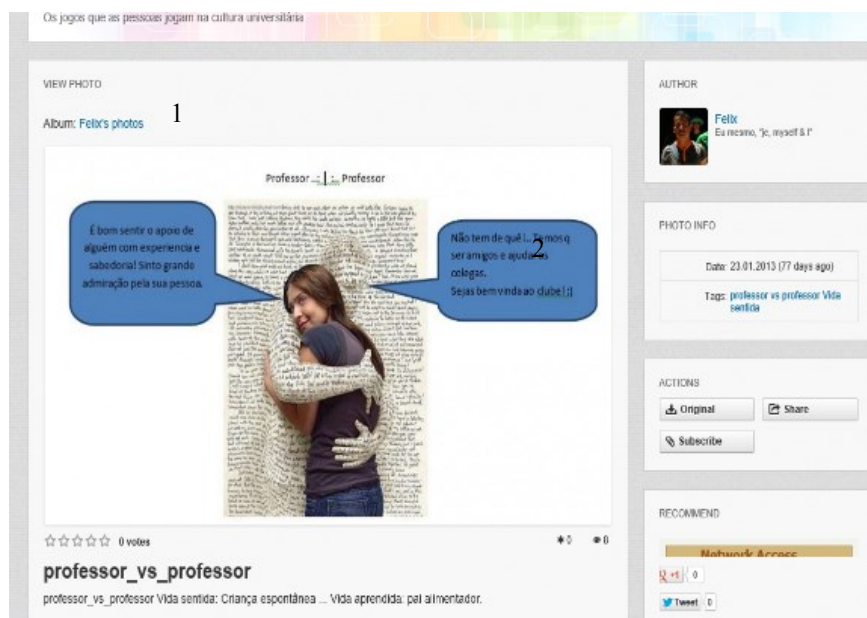 Os jogos que as pessoas jogam na cultura universitária
VIEW PHOTO
Album: Felix's photos
1
Professor .: | :. Professor
É bom sentir o apoio de
alguém com experiencia e
sabedoria! Sinto grande
admiração pela sua pessoa.
Não tem de quê!.. Temos q
2
ser amigos e ajudar os
colegas.
Sejas bem vinda ao clube! ;)
0 votes
0
8
professor_vs_professor
professor_vs_professor Vida sentida: Criança espontânea ... Vida aprendida: pai alimentador.
AUTHOR
Felix
Eu mesmo, "je, myself & I"
PHOTO INFO
Date: 23.01.2013 (77 days ago)
Tags: professor vs professor Vida
sentida
ACTIONS
Original
Share
Subscribe
RECOMMEND
Network Access
+1 0
Tweet 0